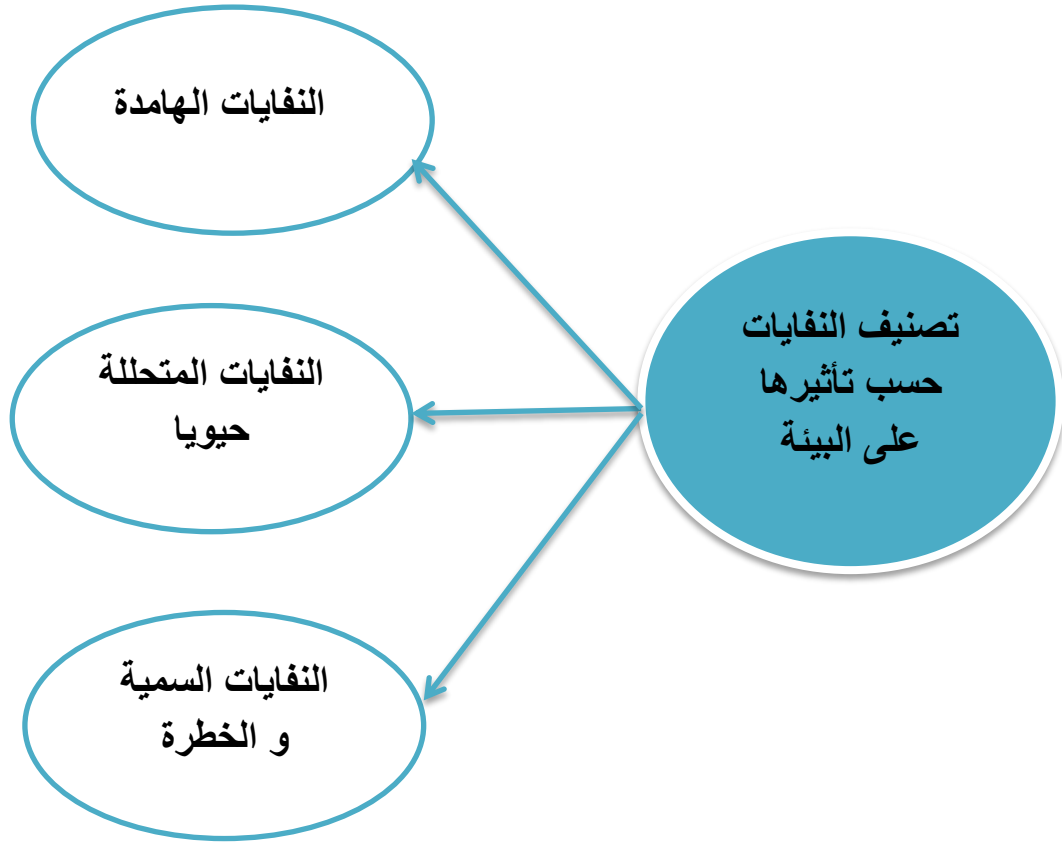 تصنيف النفايات
حسب تأثيرها
على البيئة
النفايات الهامدة
النفايات المتحللة
حيويا
النفايات السمية
و الخطرة